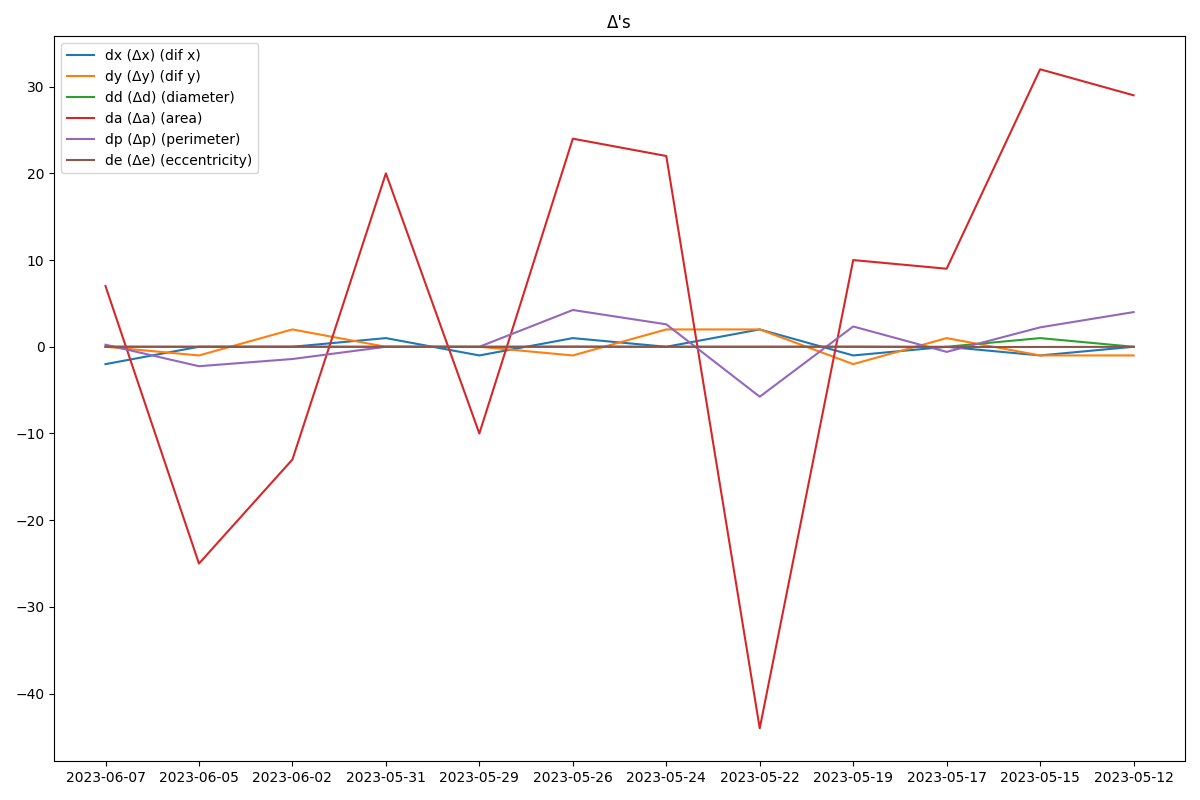 Δ's
dx (Δx) (dif x)
dy (Δy) (dif y)
dd (Δd) (diameter)
da (Δa) (area)
dp (Δp) (perimeter)
de (Δe) (eccentricity)
30
20
10
0
−10
−20
−30
−40
2023-06-07 2023-06-05 2023-06-02 2023-05-31 2023-05-29 2023-05-26 2023-05-24 2023-05-22 2023-05-19 2023-05-17 2023-05-15 2023-05-12